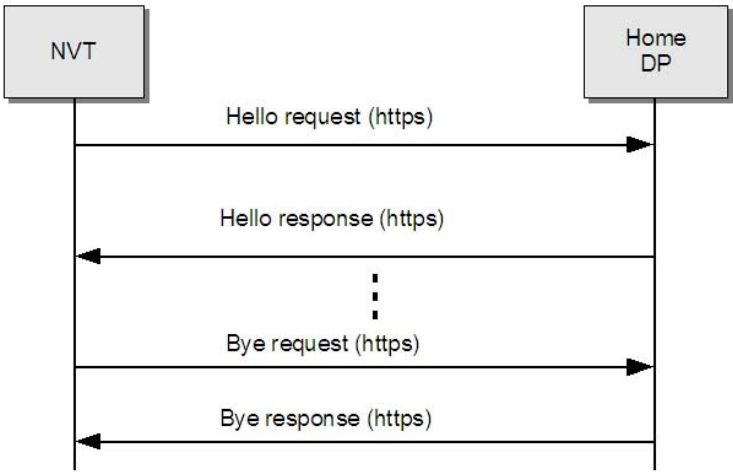 NVT
Home
DP
Hello request (https)
Hello response (https)
Bye request (https)
Bye response (https)